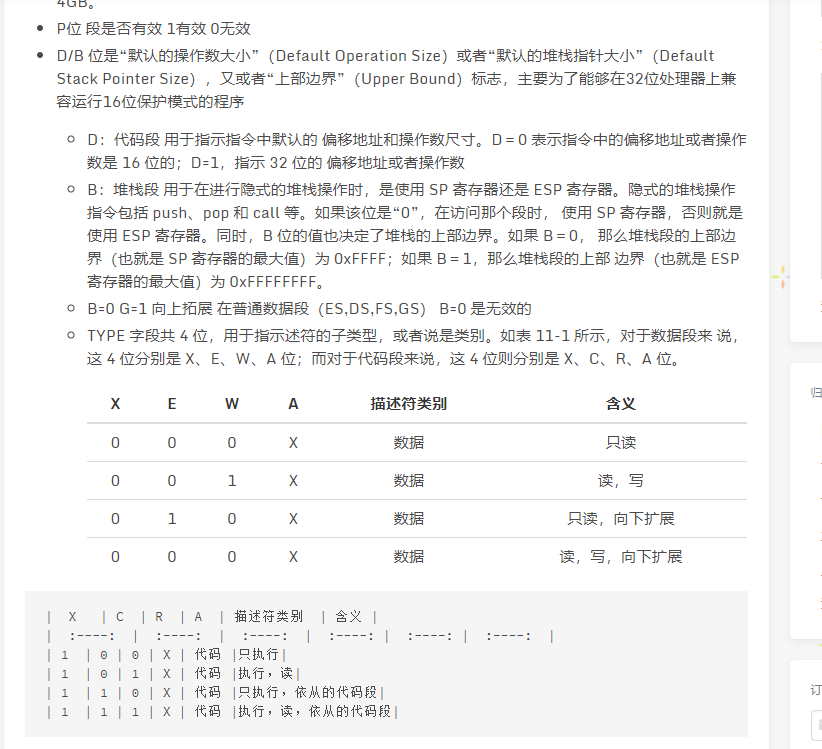 4GB。
P位 段是否有效 1有效 0无效
D/B 位是“默认的操作数大小”（Default Operation Size）或者“默认的堆栈指针大小”（Default
Stack Pointer Size），又或者“上部边界”（Upper Bound）标志，主要为了能够在32位处理器上兼
容运行16位保护模式的程序
D：代码段 用于指示指令中默认的 偏移地址和操作数尺寸。D＝0 表示指令中的偏移地址或者操作
数是 16 位的；D=1，指示 32 位的 偏移地址或者操作数
B：堆栈段 用于在进行隐式的堆栈操作时，是使用 SP 寄存器还是 ESP 寄存器。隐式的堆栈操作
指令包括 push、pop 和 call 等。如果该位是“0”，在访问那个段时， 使用 SP 寄存器，否则就是
使用 ESP 寄存器。同时，B 位的值也决定了堆栈的上部边界。如果 B＝0， 那么堆栈段的上部边
界（也就是 SP 寄存器的最大值）为 0xFFFF；如果 B＝1，那么堆栈段的上部 边界（也就是 ESP
寄存器的最大值）为 0xFFFFFFFF。
B=0 G=1 向上拓展 在普通数据段（ES,DS,FS,GS） B=0 是无效的
TYPE 字段共 4 位，用于指示述符的子类型，或者说是类别。如表 11-1 所示，对于数据段来 说，
这 4 位分别是 X、E、W、A 位；而对于代码段来说，这 4 位则分别是 X、C、R、A 位。
X E W A 描述符类别 含义
0 0 0 X 数据 只读
0 0 1 X 数据 读，写
0 1 0 X 数据 只读，向下扩展
0 0 0 X 数据 读，写，向下扩展
| X | C | R | A | 描述符类别 | 含义 |
| :----: | :----: | :----: | :----: | :----: | :----: |
| 1 | 0 | 0 | X | 代码 |只执行|
| 1 | 0 | 1 | X | 代码 |执行，读|
| 1 | 1 | 0 | X | 代码 |只执行，依从的代码段|
| 1 | 1 | 1 | X | 代码 |执行，读，依从的代码段|
归
订